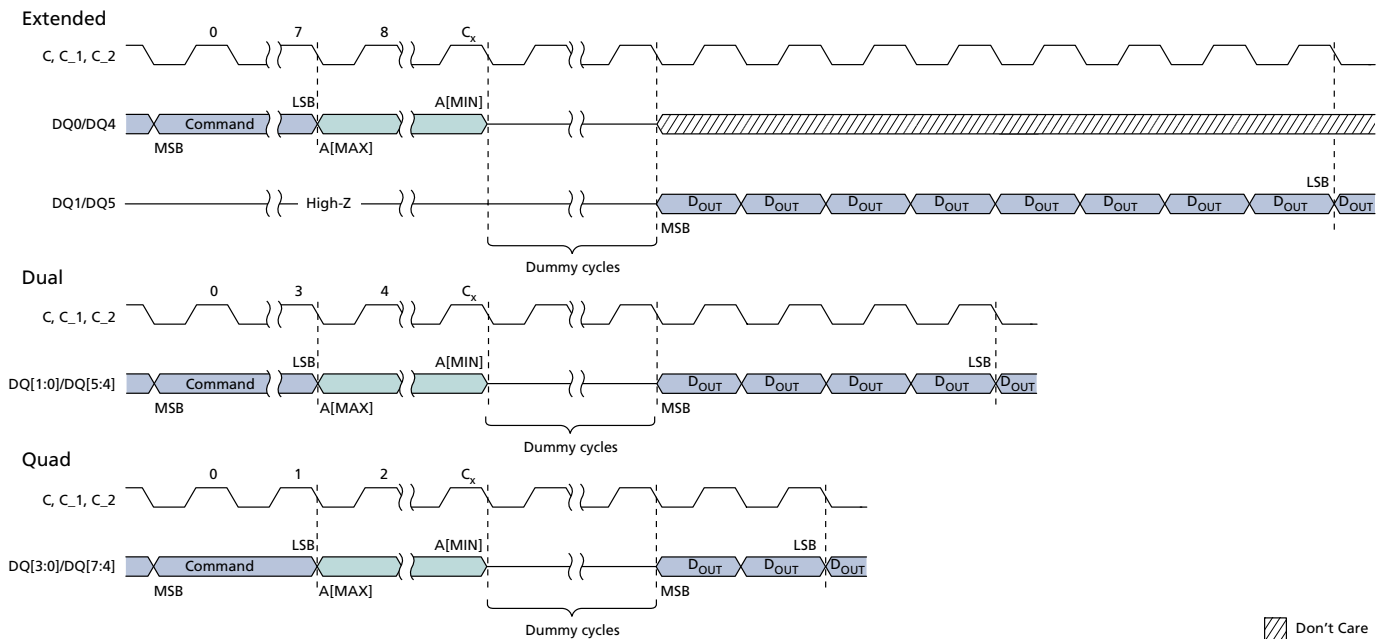 Extended
0 7 8 Cx
C, C_1, C_2
LSB A[MIN]
DQ0/DQ4 Command
MSB A[MAX]
LSB
DQ1/DQ5 High-Z DOUT DOUT DOUT DOUT DOUT DOUT DOUT DOUT DOUT
MSB
Dummy cycles
Dual
0 3 4 Cx
C, C_1, C_2
LSB A[MIN] LSB
DQ[1:0]/DQ[5:4] Command DOUT DOUT DOUT DOUT DOUT
MSB A[MAX] MSB
Dummy cycles
Quad
0 1 2 Cx
C, C_1, C_2
LSB A[MIN] LSB
DQ[3:0]/DQ[7:4] Command DOUT DOUT DOUT
MSB A[MAX] MSB
Dummy cycles
Don't Care